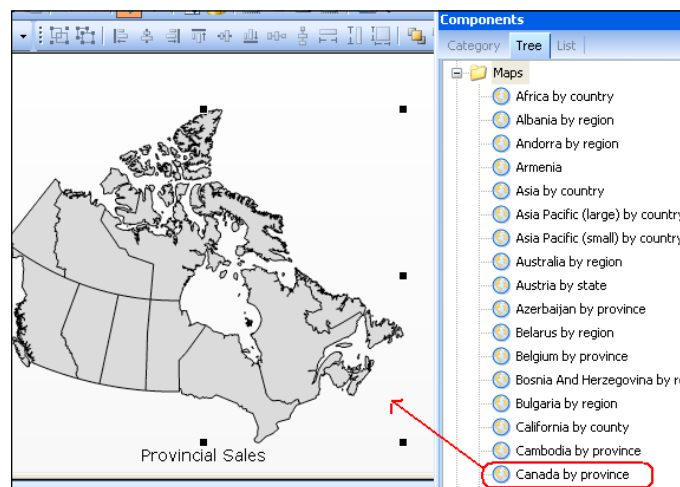 Components
Category Tree List
Maps
Africa by country
Albania by region
Andorra by region
Armenia
Asia by country
Asia Pacific (large) by country
Asia Pacific (small) by country
Australia by region
Austria by state
Azerbaijan by province
Belarus by region
Belgium by province
Bosnia And Herzegovina by re
Bulgaria by region
California by county
Cambodia by province
Canada by province
Provincial Sales